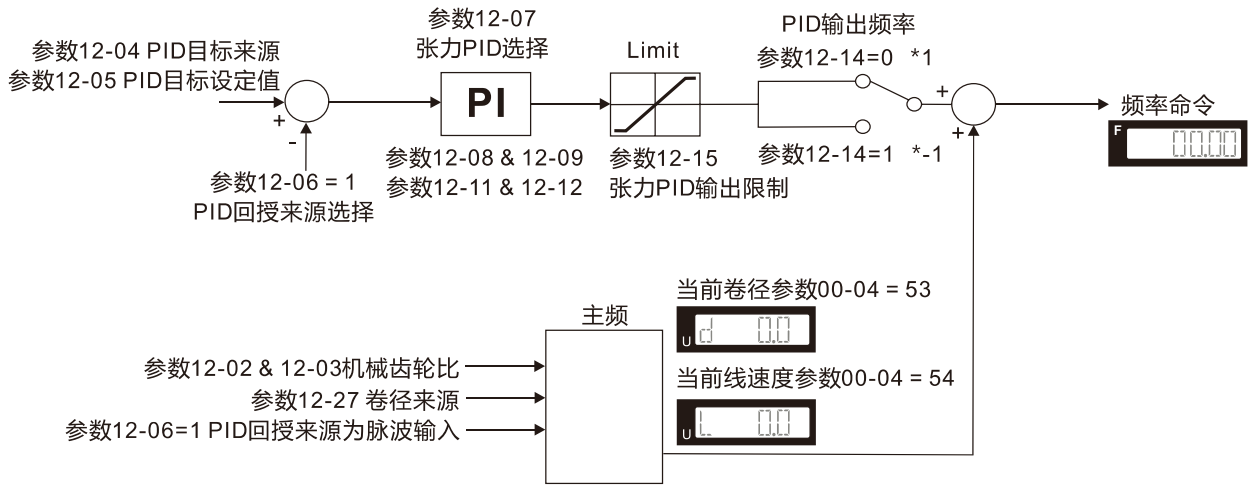 参数12-04 PID目标来源
参数12-05 PID目标设定值
+
-
参数12-06 = 1
PID回授来源选择
参数12-07
张力PID选择
PI
参数12-08 & 12-09
参数12-11 & 12-12
Limit
参数12-15
张力PID输出限制
PID输出频率
参数12-14=0 *1
参数12-14=1 *-1
+
+
频率命令
F 00.00
主频
参数12-02 & 12-03机械齿轮比
参数12-27 卷径来源
参数12-06=1 PID回授来源为脉波输入
当前卷径参数00-04 = 53
U d 0.0
当前线速度参数00-04 = 54
U L 0.0